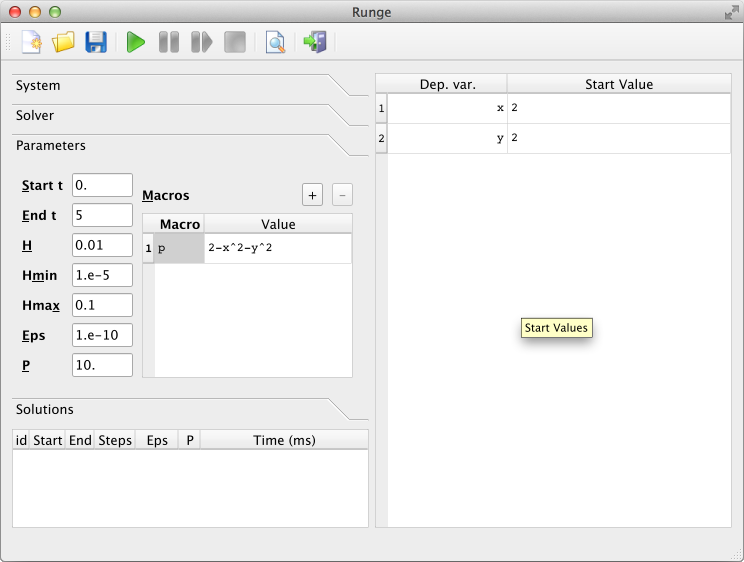 Runge
System
Solver
Parameters
Start t 0.
End t 5
H 0.01
Hmin 1.e-5
Hmax 0.1
Eps 1.e-10
P 10.
Macros + -
Macro Value
1 p 2-x^2-y^2
Solutions
id Start End Steps Eps P Time (ms)
Dep. var. Start Value
1 x 2
2 y 2
Start Values